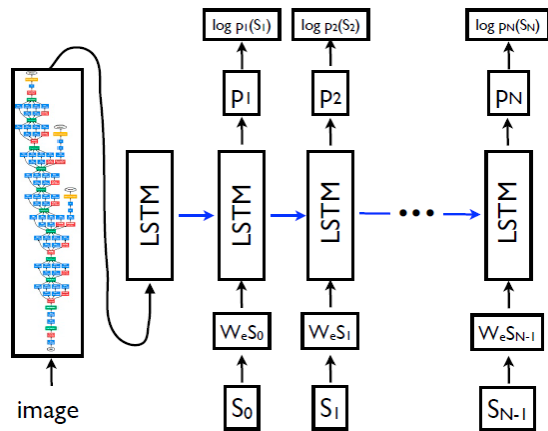 log p₁(S₁) log p₂(S₂) log pN(SN)
p₁ p₂ pN
LSTM LSTM LSTM ••• LSTM
WₑS₀ WₑS₁ WₑSN-1
image S₀ S₁ SN-1